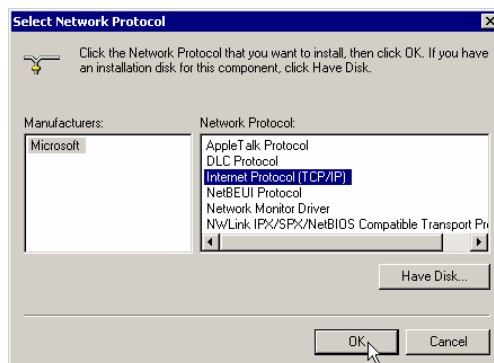 Select Network Protocol
Click the Network Protocol that you want to install, then click OK. If you have
an installation disk for this component, click Have Disk.
Manufacturers:
Network Protocol:
Microsoft
AppleTalk Protocol
DLC Protocol
Internet Protocol (TCP/IP)
NetBEUI Protocol
Network Monitor Driver
NWLink IPX/SPX/NetBIOS Compatible Transport Pr
Have Disk...
OK
Cancel